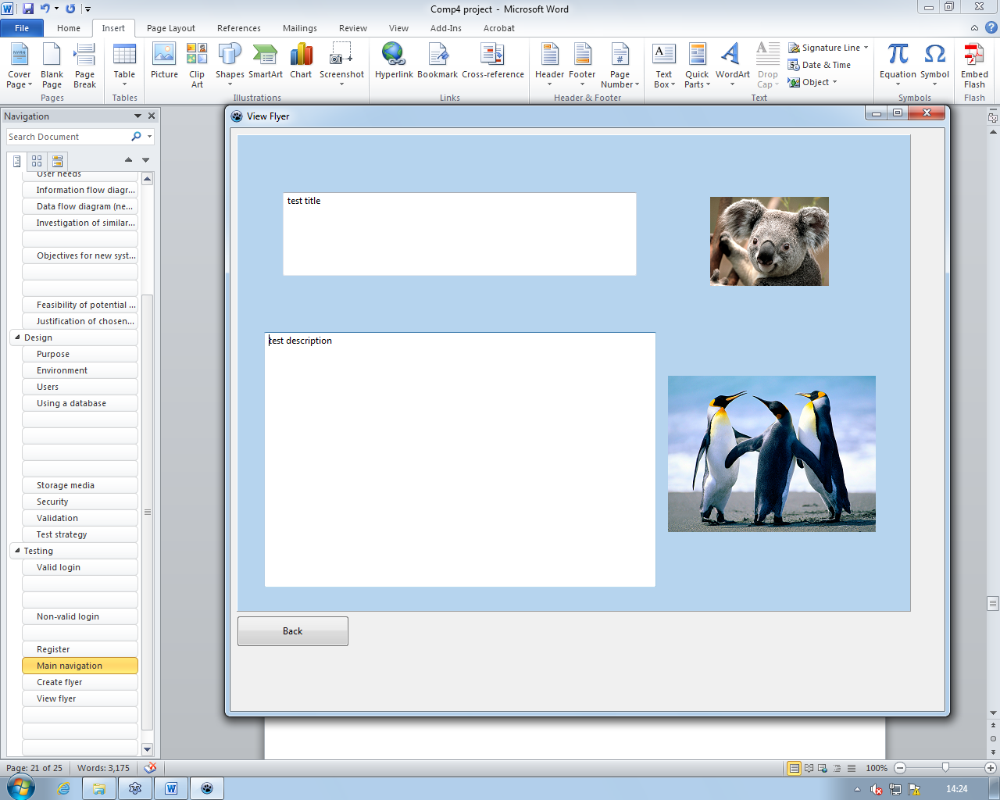 Comp4 project - Microsoft Word
File Home Insert Page Layout References Mailings Review View Add-Ins Acrobat
Cover Page
Blank Page
Page Break
Table
Picture
Clip Art
Shapes
SmartArt
Chart
Screenshot
Hyperlink
Bookmark
Cross-reference
Header
Footer
Page Number
Text Box
Quick Parts
WordArt
Drop Cap
Signature Line
Date & Time
Object
Equation
Symbol
Embed Flash
Pages Tables Illustrations Links Header & Footer Text Symbols Flash
Navigation
Search Document
User needs
Information flow diagr...
Data flow diagram (ne...
Investigation of similar...
Objectives for new syst...
Feasibility of potential ...
Justification of chosen...
Design
Purpose
Environment
Users
Using a database
Storage media
Security
Validation
Test strategy
Testing
Valid login
Non-valid login
Register
Main navigation
Create flyer
View flyer
View Flyer
test title
test description
Back
Page: 21 of 25
Words: 3,175
100%
14:24